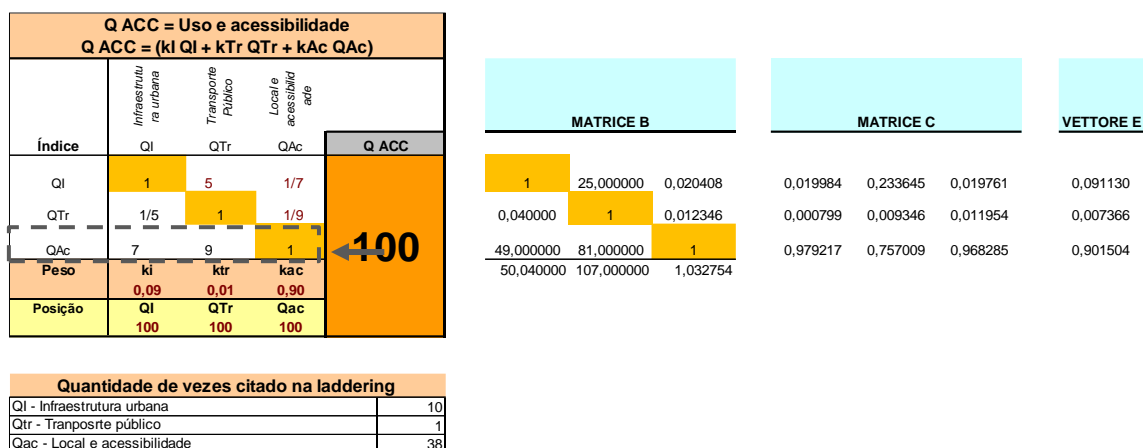 Q ACC = Uso e acessibilidade
Q ACC = (kI QI + kTr QTr + kAc QAc)
Infraestrutu
ra urbana
Transporte
Público
Local e
acessibilid
ade
MATRICE B
MATRICE C
VETTORE E
Índice QI QTr QAc Q ACC
QI 1 5 1/7 1 25,000000 0,020408 0,019984 0,233645 0,019761 0,091130
QTr 1/5 1 1/9 0,040000 1 0,012346 0,000799 0,009346 0,011954 0,007366
QAc 7 9 1 100 49,000000 81,000000 1 0,979217 0,757009 0,968285 0,901504
Peso ki ktr kac 50,040000 107,000000 1,032754
0,09 0,01 0,90
Posição QI QTr Qac
100 100 100
Quantidade de vezes citado na laddering
QI - Infraestrutura urbana 10
Qtr - Tranposrte público 1
Qac - Local e acessibilidade 38